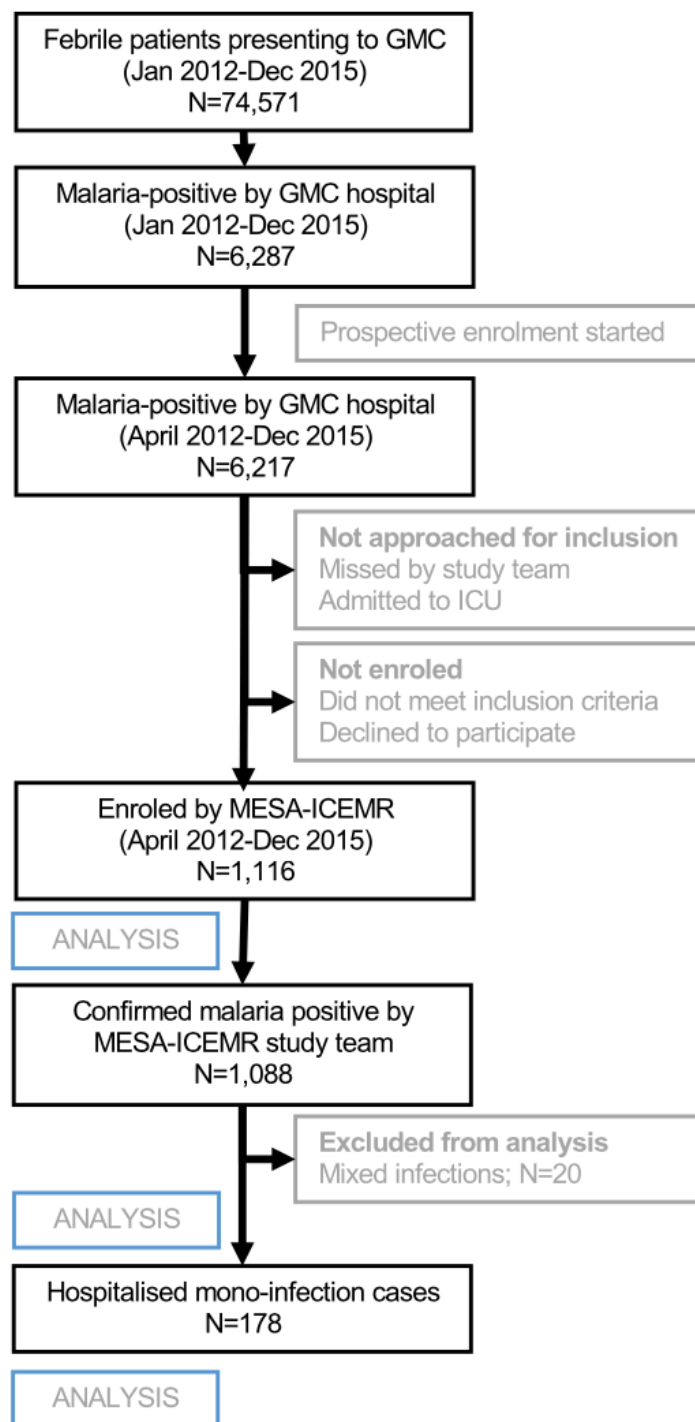 Febrile patients presenting to GMC
(Jan 2012-Dec 2015)
N=74,571
Malaria-positive by GMC hospital
(Jan 2012-Dec 2015)
N=6,287
Prospective enrolment started
Malaria-positive by GMC hospital
(April 2012-Dec 2015)
N=6,217
Not approached for inclusion
Missed by study team
Admitted to ICU
Not enroled
Did not meet inclusion criteria
Declined to participate
Enroled by MESA-ICEMR
(April 2012-Dec 2015)
N=1,116
ANALYSIS
Confirmed malaria positive by
MESA-ICEMR study team
N=1,088
Excluded from analysis
Mixed infections; N=20
ANALYSIS
Hospitalised mono-infection cases
N=178
ANALYSIS